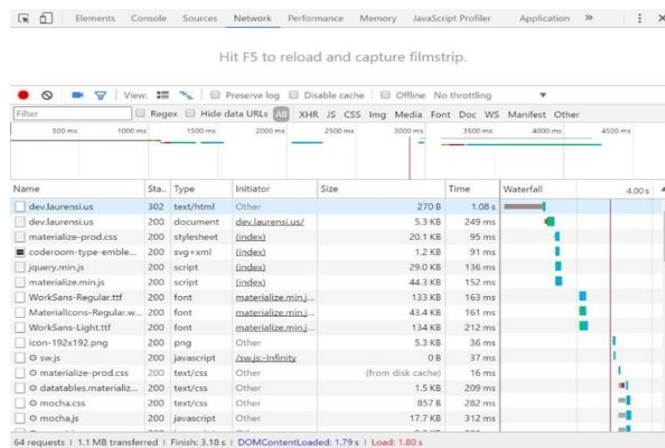 Elements Console Sources Network Performance Memory JavaScript Profiler Application »
Hit F5 to reload and capture filmstrip.
View: Preserve log Disable cache Offline No throttling
Filter Regex Hide data URLs All XHR JS CSS Img Media Font Doc WS Manifest Other
500 ms 1000 ms 1500 ms 2000 ms 2500 ms 3000 ms 3500 ms 4000 ms 4500 ms
Name Sta.. Type Initiator Size Time Waterfall 4.00 s
dev.laurensi.us 302 text/html Other 270 B 1.08 s
dev.laurensi.us 200 document dev.laurensi.us/ 5.3 KB 249 ms
materialize-prod.css 200 stylesheet (index) 20.1 KB 95 ms
coderoom-type-emble... 200 svg+xml (index) 1.2 KB 91 ms
jquery.min.js 200 script (index) 29.0 KB 136 ms
materialize.min.js 200 script (index) 44.3 KB 152 ms
WorkSans-Regular.ttf 200 font materialize.min.j... 133 KB 163 ms
MaterialIcons-Regular.w... 200 font materialize.min.j... 43.4 KB 161 ms
WorkSans-Light.ttf 200 font materialize.min.j... 134 KB 212 ms
icon-192x192.png 200 png Other 5.3 KB 36 ms
sw.js 200 javascript /sw.js:-Infinity 0 B 37 ms
materialize-prod.css 200 text/css Other (from disk cache) 16 ms
datatables.materializ... 200 text/css Other 1.5 KB 209 ms
mocha.css 200 text/css Other 857 B 282 ms
mocha.js 200 text/css Other 17.7 KB 312 ms
64 requests | 1.1 MB transferred | Finish: 3.18 s | DOMContentLoaded: 1.79 s | Load: 1.80 s